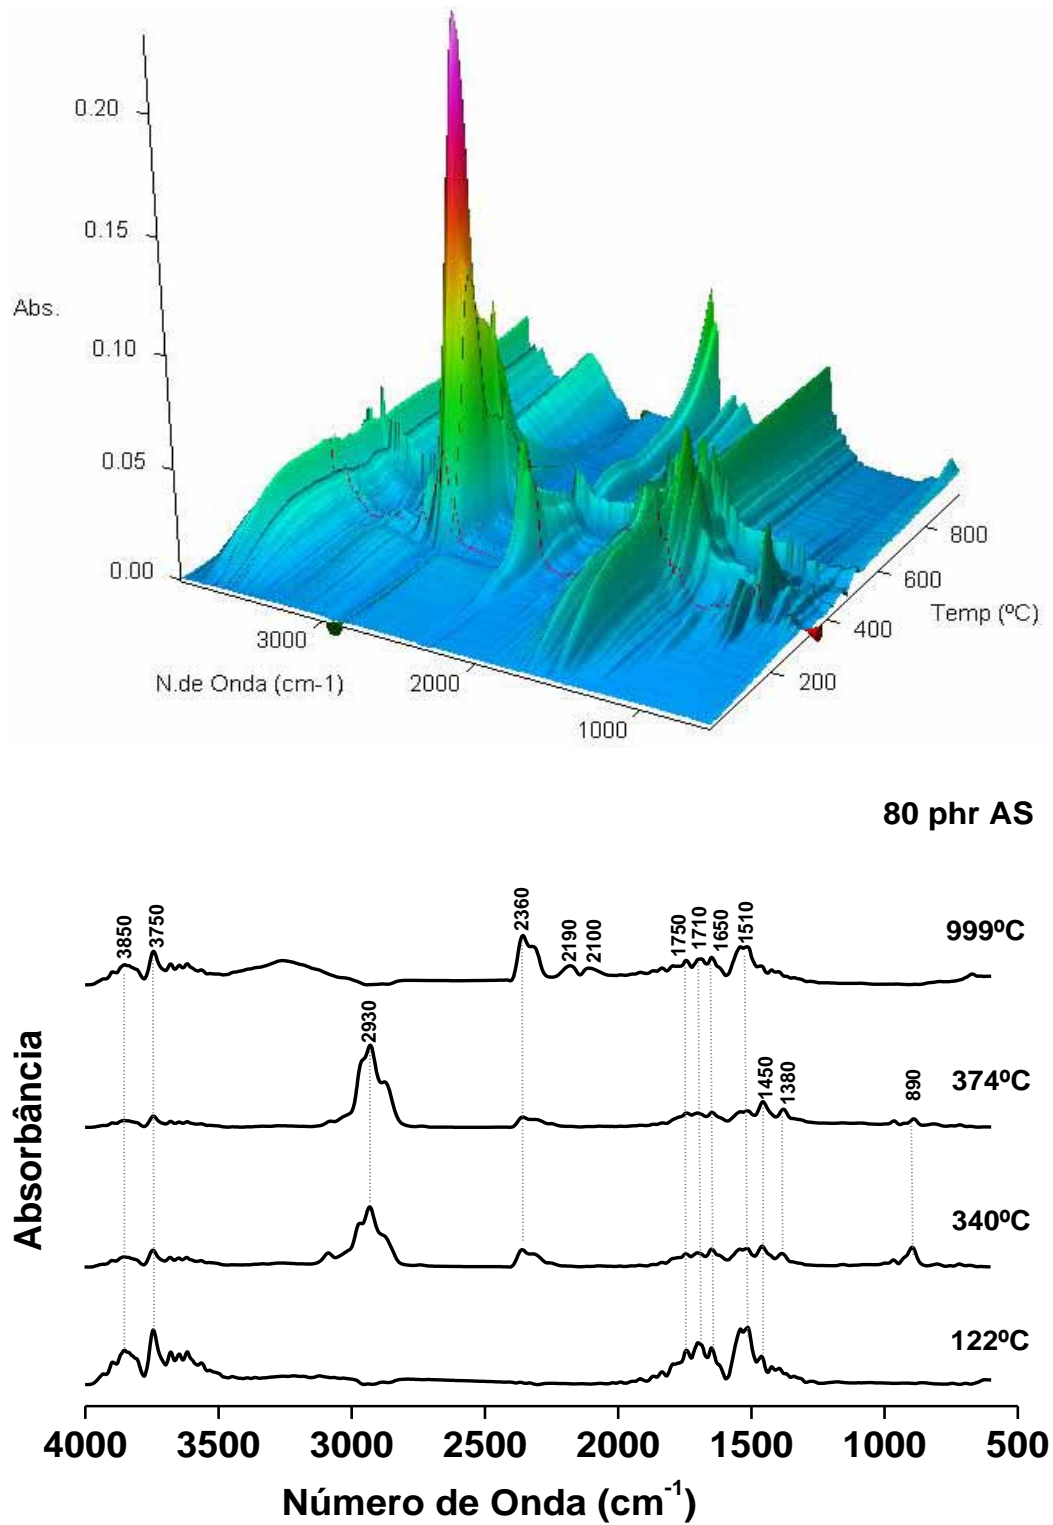 0.20
0.15
Abs.
0.10
0.05
0.00
800
600
Temp (ºC)
400
200
3000
N.de Onda (cm-1)
2000
1000
80 phr AS
3850
3750
2360
2190
2100
1750
1710
1650
1510
999ºC
2930
1450
1380
890
374ºC
340ºC
122ºC
Absorbância
4000 3500 3000 2500 2000 1500 1000 500
Número de Onda (cm⁻¹)